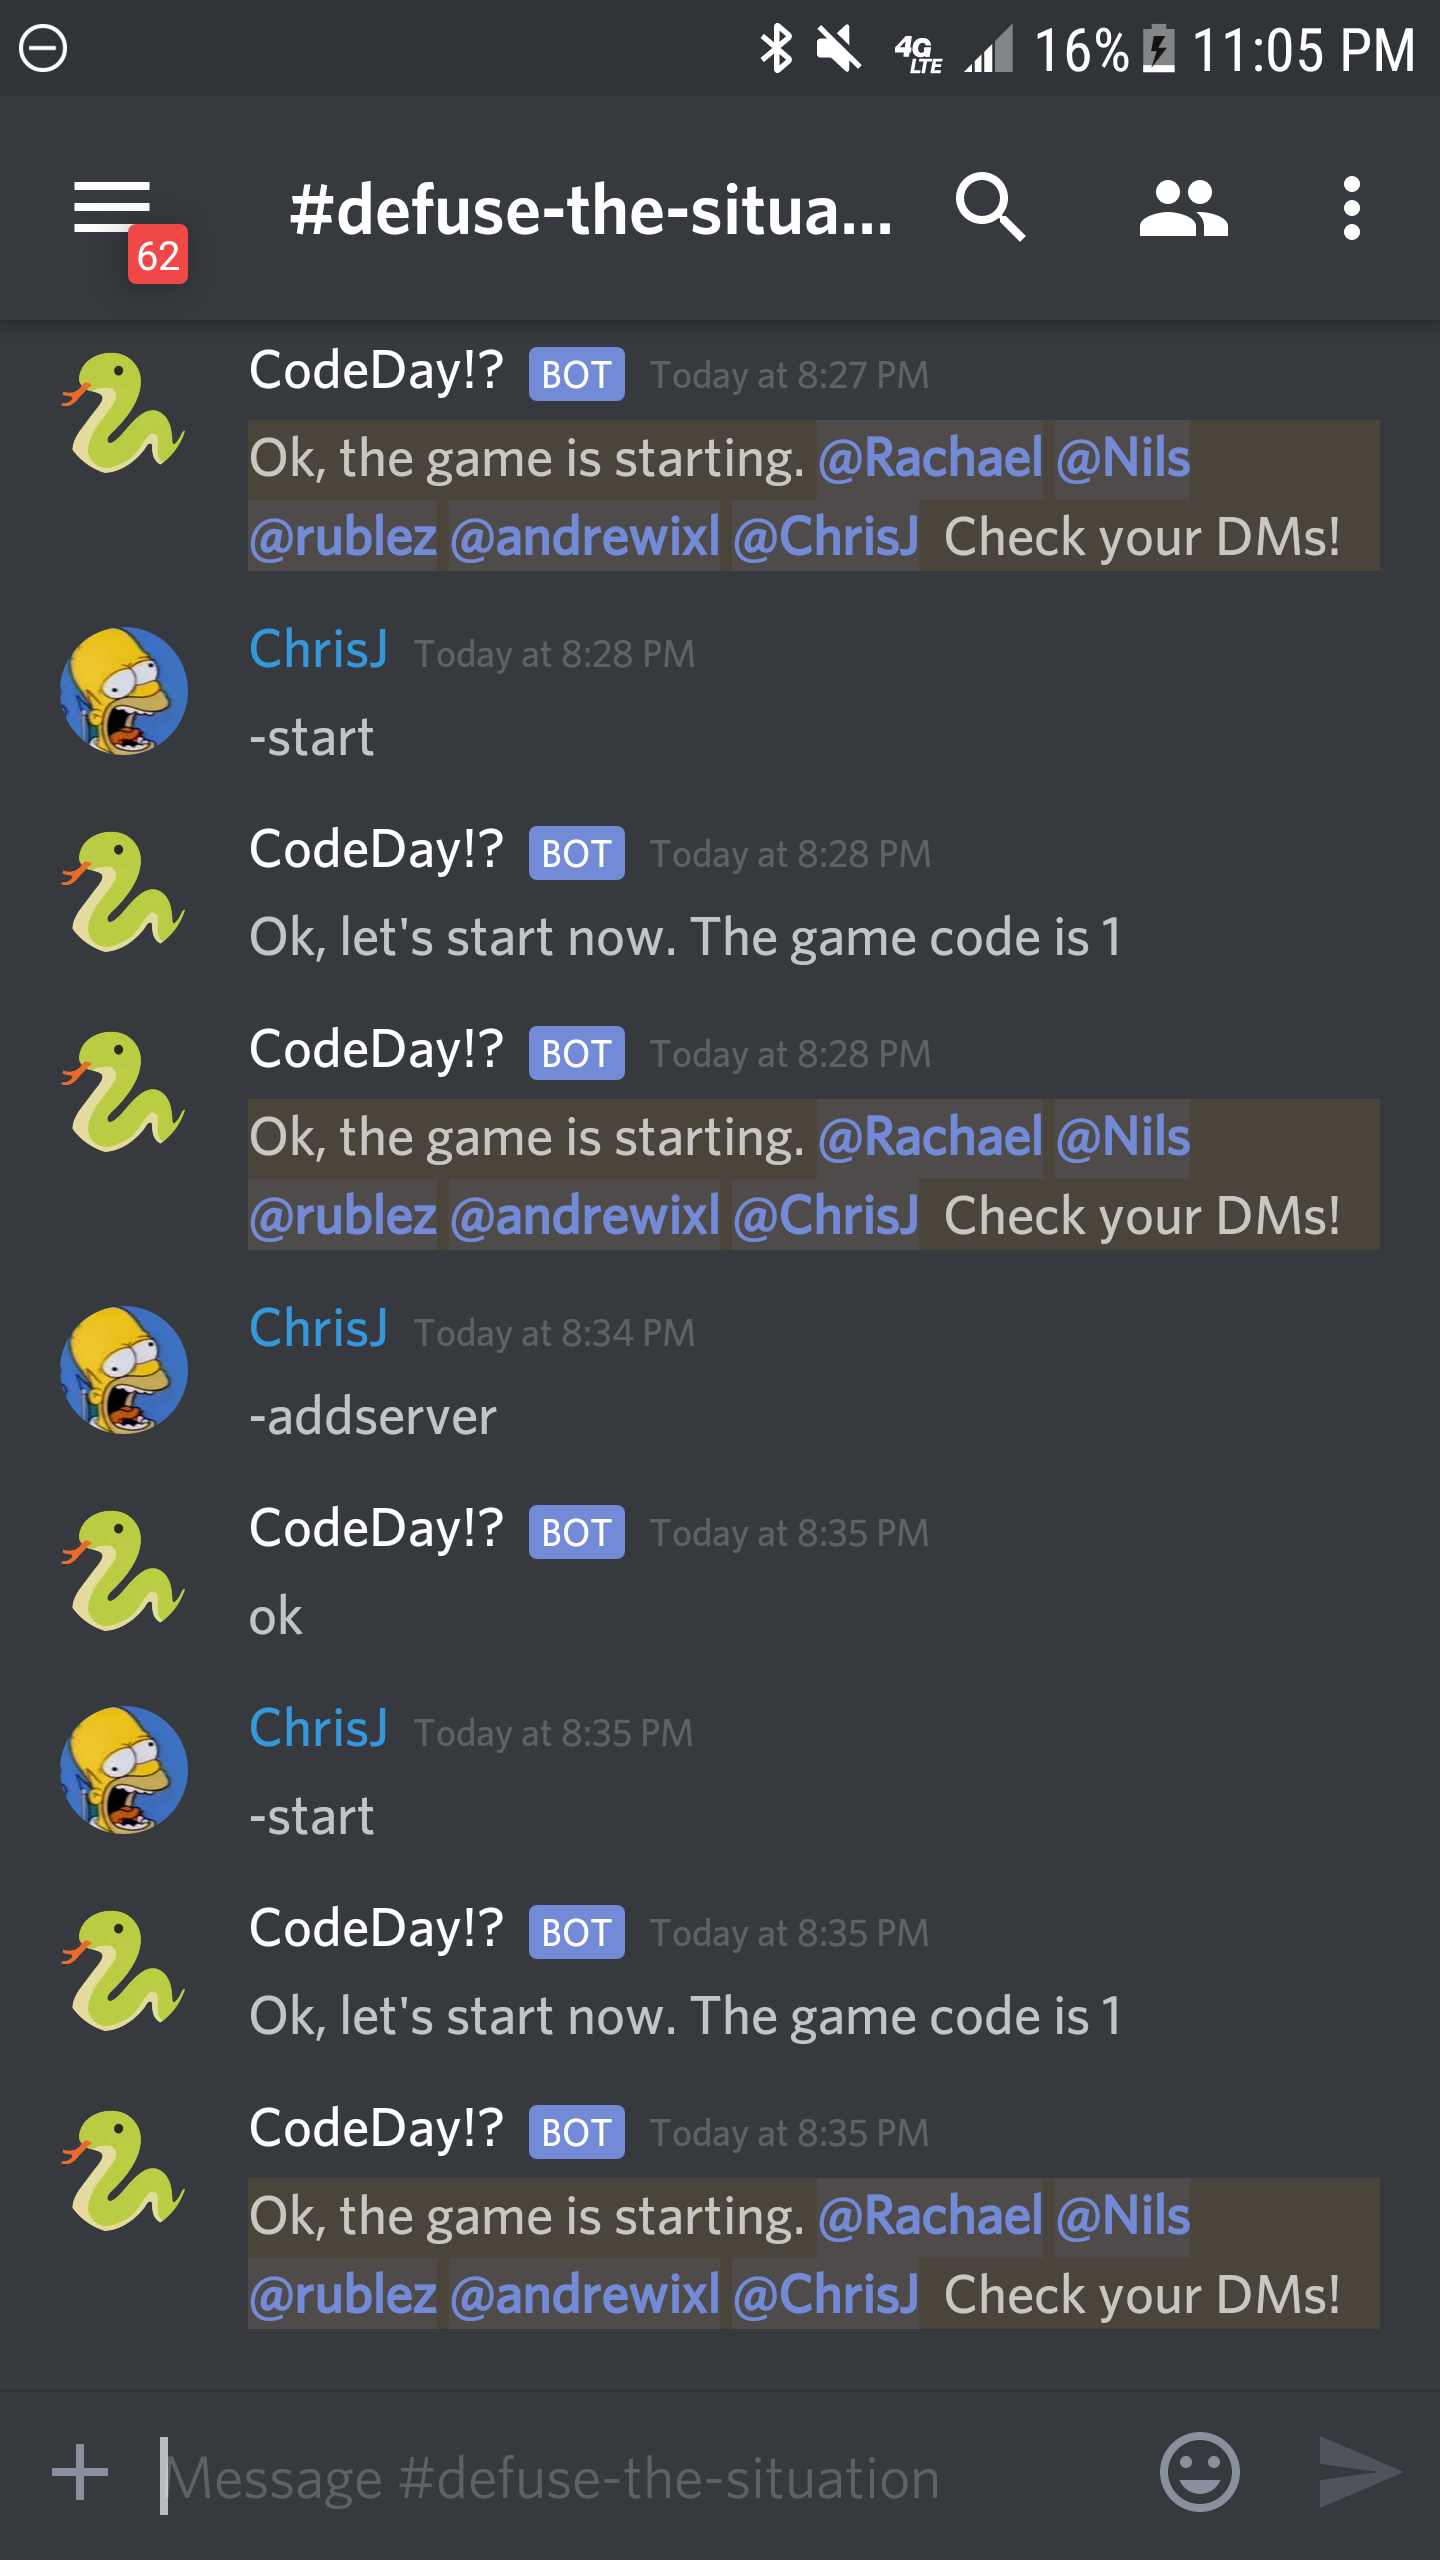 4G LTE 16% 11:05 PM
#defuse-the-situa...
62
CodeDay!? BOT Today at 8:27 PM
Ok, the game is starting. @Rachael @Nils
@rublez @andrewixl @ChrisJ Check your DMs!
ChrisJ Today at 8:28 PM
-start
CodeDay!? BOT Today at 8:28 PM
Ok, let's start now. The game code is 1
CodeDay!? BOT Today at 8:28 PM
Ok, the game is starting. @Rachael @Nils
@rublez @andrewixl @ChrisJ Check your DMs!
ChrisJ Today at 8:34 PM
-addserver
CodeDay!? BOT Today at 8:35 PM
ok
ChrisJ Today at 8:35 PM
-start
CodeDay!? BOT Today at 8:35 PM
Ok, let's start now. The game code is 1
CodeDay!? BOT Today at 8:35 PM
Ok, the game is starting. @Rachael @Nils
@rublez @andrewixl @ChrisJ Check your DMs!
Message #defuse-the-situation